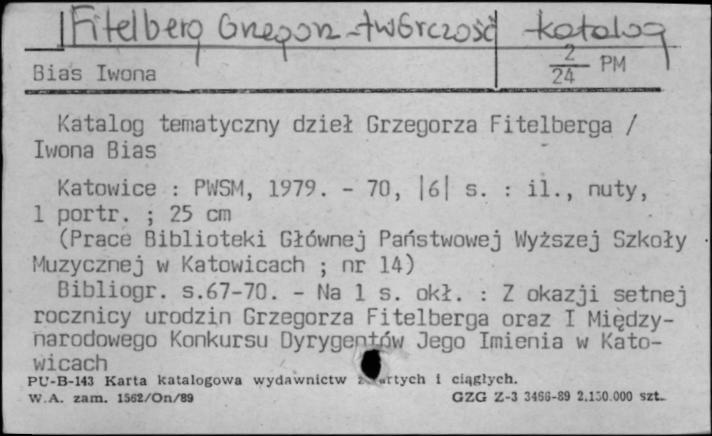 Fitelberg Grzegorz - twórczość katalog
2
24 PM
Bias Iwona
Katalog tematyczny dzieł Grzegorza Fitelberga /
Iwona Bias
Katowice : PWSM, 1979. - 70, |6| s. : il., nuty,
1 portr. ; 25 cm
(Prace Biblioteki Głównej Państwowej Wyższej Szkoły
Muzycznej w Katowicach ; nr 14)
Bibliogr. s.67-70. - Na 1 s. okł. : Z okazji setnej
rocznicy urodzin Grzegorza Fitelberga oraz I Między-
narodowego Konkursu Dyrygentów Jego Imienia w Kato-
wicach
PU-B-143 Karta katalogowa wydawnictw zwartych i ciągłych.
W.A. zam. 1562/On/89 GZG Z-3 3466-89 2.150.000 szt.